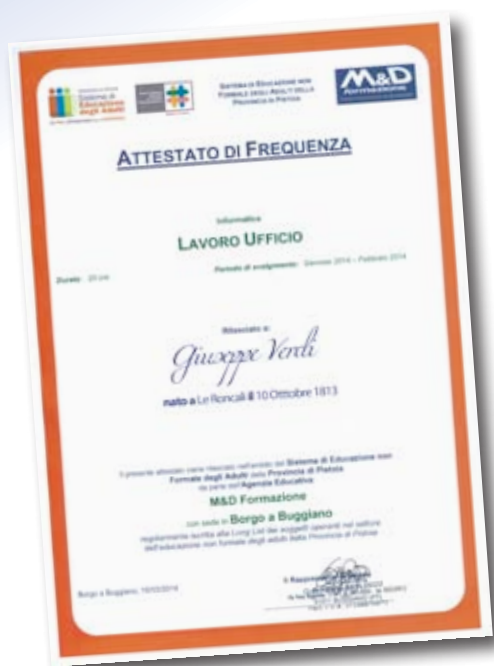 Sistema di
Educazione
degli Adulti
SISTEMA DI EDUCAZIONE NON
FORMALE DEGLI ADULTI DELLA
PROVINCIA DI PISTOIA
M&D
formazione
ATTESTATO DI FREQUENZA
Informatica
LAVORO UFFICIO
Durata: 20 ore
Periodo di svolgimento: Gennaio 2014 – Febbraio 2014
Rilasciato a:
Giuseppe Verdi
nato a Le Roncali il 10 Ottobre 1813
Il presente attestato viene rilasciato nell'ambito del Sistema di Educazione non
Formale degli Adulti della Provincia di Pistoia
da parte dell'Agenzia Educativa
M&D Formazione
con sede in Borgo a Buggiano
regolarmente iscritta alla Long List dei soggetti operanti nel settore
dell'educazione non formale degli adulti della Provincia di Pistoia
Borgo a Buggiano,
Il